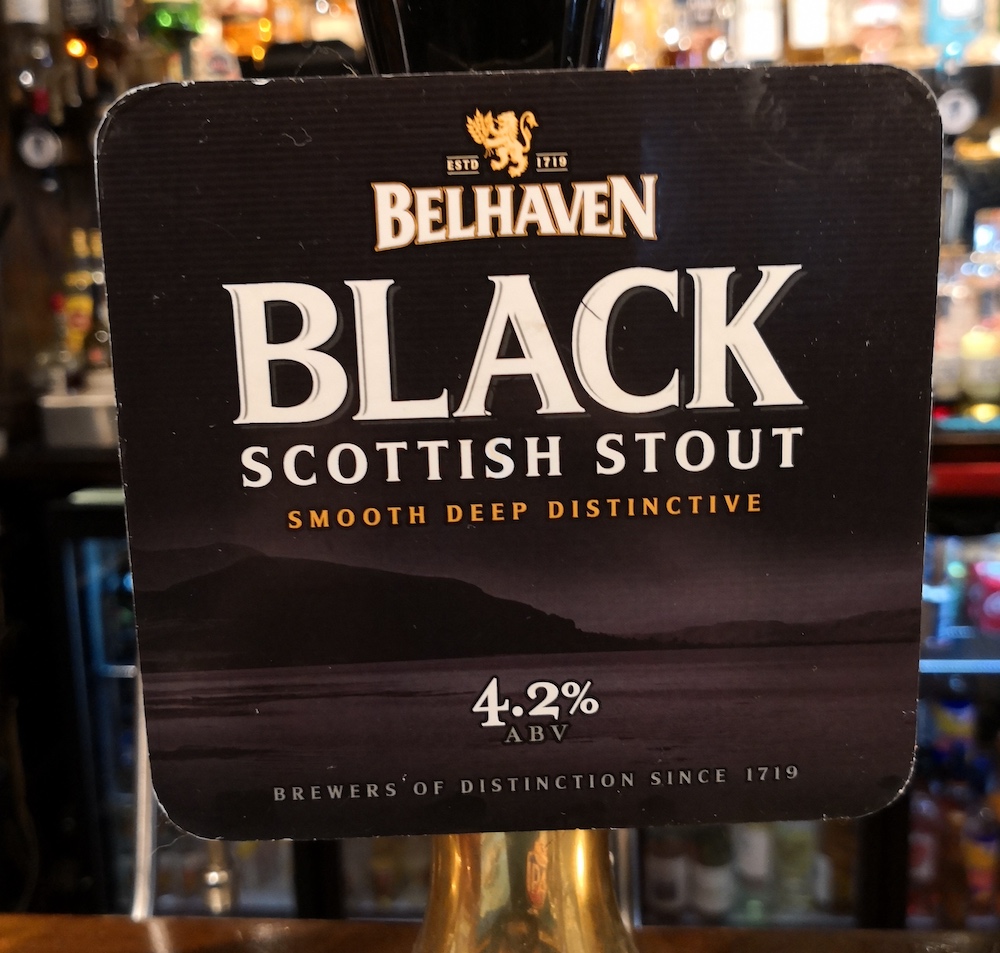 ESTD 1719
BELHAVEN
BLACK
SCOTTISH STOUT
SMOOTH DEEP DISTINCTIVE
4.2%
ABV
BREWERS OF DISTINCTION SINCE 1719